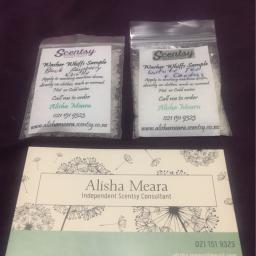 Scentsy
Washer Whiffs Sample
Black Raspberry
Vanilla
Apply to washing machine drum,
directly on clothes, wash as normal.
Hot or Cold water
Call me to order
Alisha Meara
021 151 9323
www.alishameara.scentsy.co.nz
Scentsy
Washer Whiffs Sample
Apply to washing machine drum,
directly on clothes, wash as normal.
Hot or Cold water
Call me to order
Alisha Meara
021 151 9323
www.alishameara.scentsy.co.nz
Alisha Meara
Independent Scentsy Consultant
021 151 9323